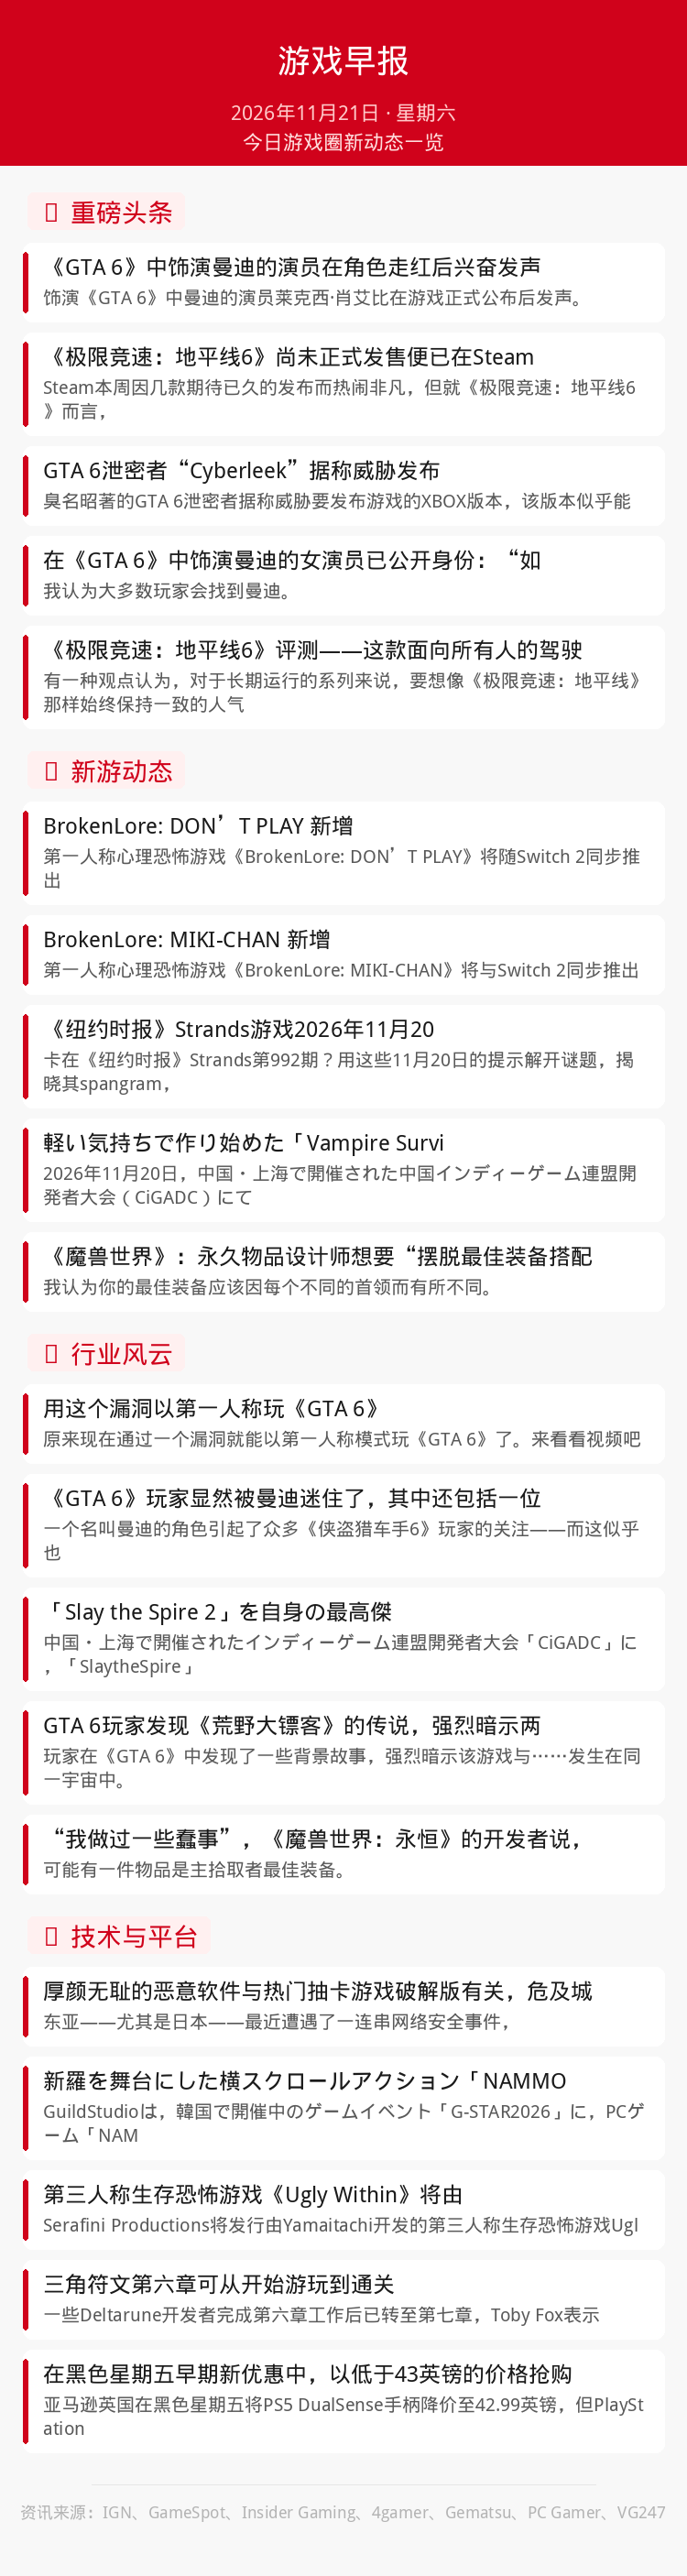 游戏早报
2026年11月21日 · 星期六
今日游戏圈新动态一览
重磅头条
《GTA 6》中饰演曼迪的演员在角色走红后兴奋发声
饰演《GTA 6》中曼迪的演员莱克西·肖艾比在游戏正式公布后发声。
《极限竞速：地平线6》尚未正式发售便已在Steam
Steam本周因几款期待已久的发布而热闹非凡，但就《极限竞速：地平线6
》而言，
GTA 6泄密者“Cyberleek”据称威胁发布
臭名昭著的GTA 6泄密者据称威胁要发布游戏的XBOX版本，该版本似乎能
在《GTA 6》中饰演曼迪的女演员已公开身份：“如
我认为大多数玩家会找到曼迪。
《极限竞速：地平线6》评测——这款面向所有人的驾驶
有一种观点认为，对于长期运行的系列来说，要想像《极限竞速：地平线》
那样始终保持一致的人气
新游动态
BrokenLore: DON’T PLAY 新增
第一人称心理恐怖游戏《BrokenLore: DON’T PLAY》将随Switch 2同步推
出
BrokenLore: MIKI-CHAN 新增
第一人称心理恐怖游戏《BrokenLore: MIKI-CHAN》将与Switch 2同步推出
《纽约时报》Strands游戏2026年11月20
卡在《纽约时报》Strands第992期？用这些11月20日的提示解开谜题，揭
晓其spangram，
軽い気持ちで作り始めた「Vampire Survi
2026年11月20日，中国・上海で開催された中国インディーゲーム連盟開
発者大会（CiGADC）にて
《魔兽世界》：永久物品设计师想要“摆脱最佳装备搭配
我认为你的最佳装备应该因每个不同的首领而有所不同。
行业风云
用这个漏洞以第一人称玩《GTA 6》
原来现在通过一个漏洞就能以第一人称模式玩《GTA 6》了。来看看视频吧
《GTA 6》玩家显然被曼迪迷住了，其中还包括一位
一个名叫曼迪的角色引起了众多《侠盗猎车手6》玩家的关注——而这似乎
也
「Slay the Spire 2」を自身の最高傑
中国・上海で開催されたインディーゲーム連盟開発者大会「CiGADC」に
，「SlaytheSpire」
GTA 6玩家发现《荒野大镖客》的传说，强烈暗示两
玩家在《GTA 6》中发现了一些背景故事，强烈暗示该游戏与……发生在同
一宇宙中。
“我做过一些蠢事”，《魔兽世界：永恒》的开发者说，
可能有一件物品是主拾取者最佳装备。
技术与平台
厚颜无耻的恶意软件与热门抽卡游戏破解版有关，危及城
东亚——尤其是日本——最近遭遇了一连串网络安全事件，
新羅を舞台にした横スクロールアクション「NAMMO
GuildStudioは，韓国で開催中のゲームイベント「G-STAR2026」に，PCゲ
ーム「NAM
第三人称生存恐怖游戏《Ugly Within》将由
Serafini Productions将发行由Yamaitachi开发的第三人称生存恐怖游戏Ugl
三角符文第六章可从开始游玩到通关
一些Deltarune开发者完成第六章工作后已转至第七章，Toby Fox表示
在黑色星期五早期新优惠中，以低于43英镑的价格抢购
亚马逊英国在黑色星期五将PS5 DualSense手柄降价至42.99英镑，但PlaySt
ation
资讯来源：IGN、GameSpot、Insider Gaming、4gamer、Gematsu、PC Gamer、VG247